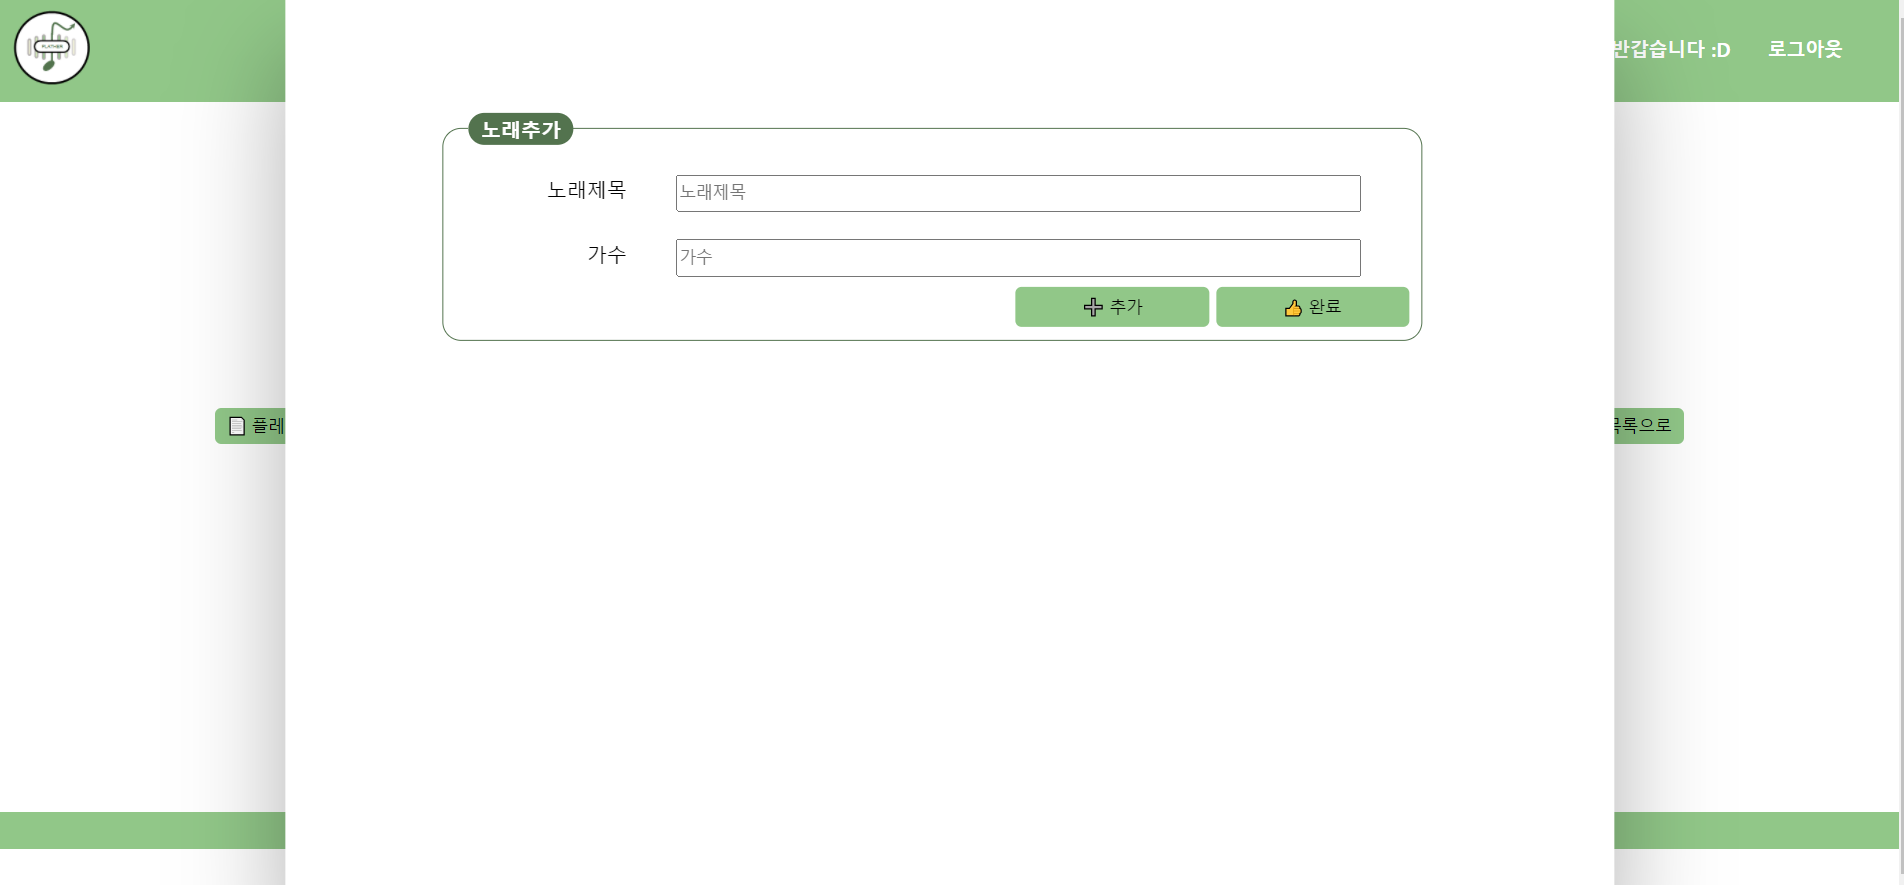 반갑습니다 :D
로그아웃
노래추가
노래제목
노래제목
가수
가수
➕ 추가
👍 완료
📄 플레
목록으로